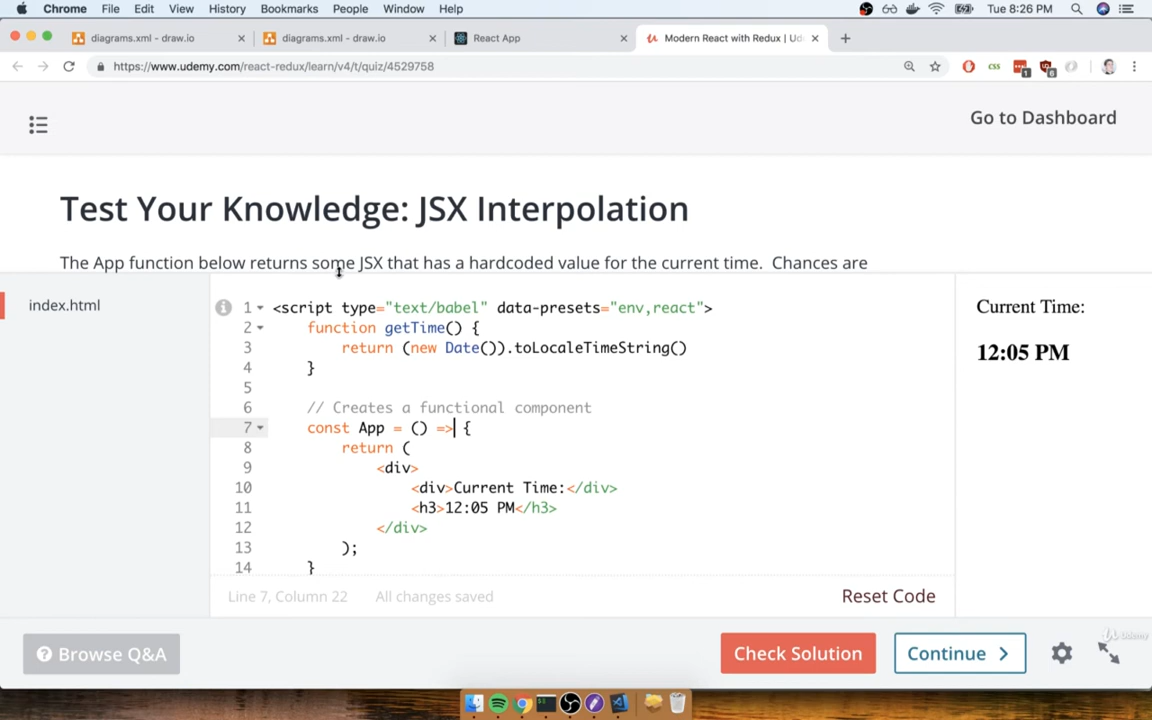 Chrome File Edit View History Bookmarks People Window Help Tue 8:26 PM
diagrams.xml - draw.io diagrams.xml - draw.io React App Modern React with Redux | Ud
https://www.udemy.com/react-redux/learn/v4/t/quiz/4529758
Go to Dashboard
Test Your Knowledge: JSX Interpolation
The App function below returns some JSX that has a hardcoded value for the current time. Chances are
index.html
1 <script type="text/babel" data-presets="env,react">
2 function getTime() {
3 return (new Date()).toLocaleTimeString()
4 }
5
6 // Creates a functional component
7 const App = () => {
8 return (
9 <div>
10 <div>Current Time:</div>
11 <h3>12:05 PM</h3>
12 </div>
13 );
14 }
Current Time:
12:05 PM
Line 7, Column 22 All changes saved Reset Code
Browse Q&A Check Solution Continue
Udemy